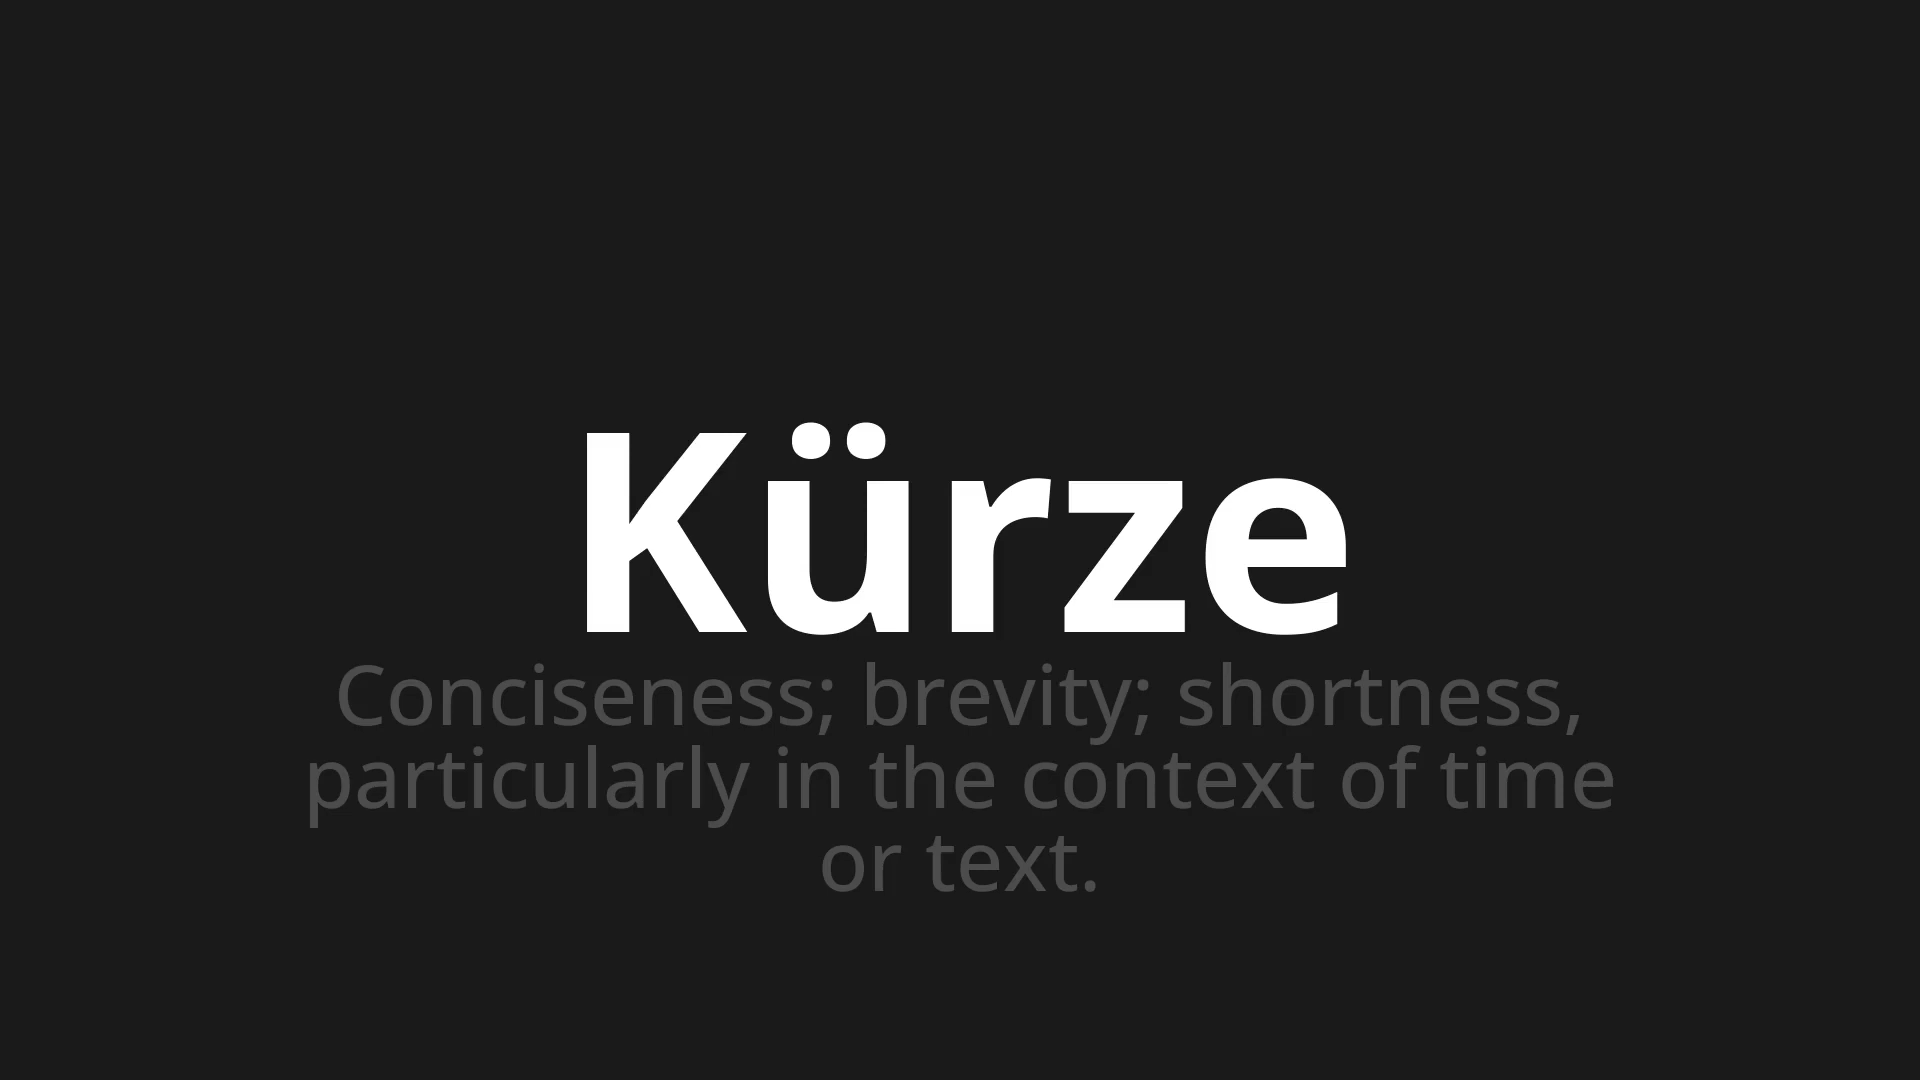 Kürze
Conciseness; brevity; shortness,
particularly in the context of time
or text.